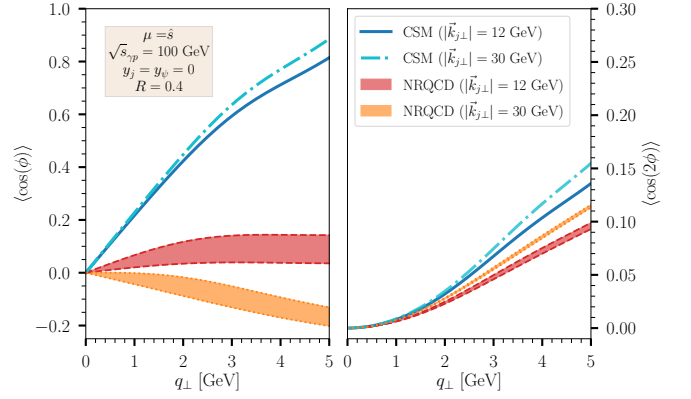 1.0
0.8
0.6
0.4
0.2
0.0
−0.2
⟨cos(ϕ)⟩
μ = ŝ
√s_γp = 100 GeV
y_j = y_ψ = 0
R = 0.4
0 1 2 3 4 5
q_⊥ [GeV]
CSM (|k⃗_j⊥| = 12 GeV)
CSM (|k⃗_j⊥| = 30 GeV)
NRQCD (|k⃗_j⊥| = 12 GeV)
NRQCD (|k⃗_j⊥| = 30 GeV)
0.30
0.25
0.20
0.15
0.10
0.05
0.00
⟨cos(2ϕ)⟩
0 1 2 3 4 5
q_⊥ [GeV]